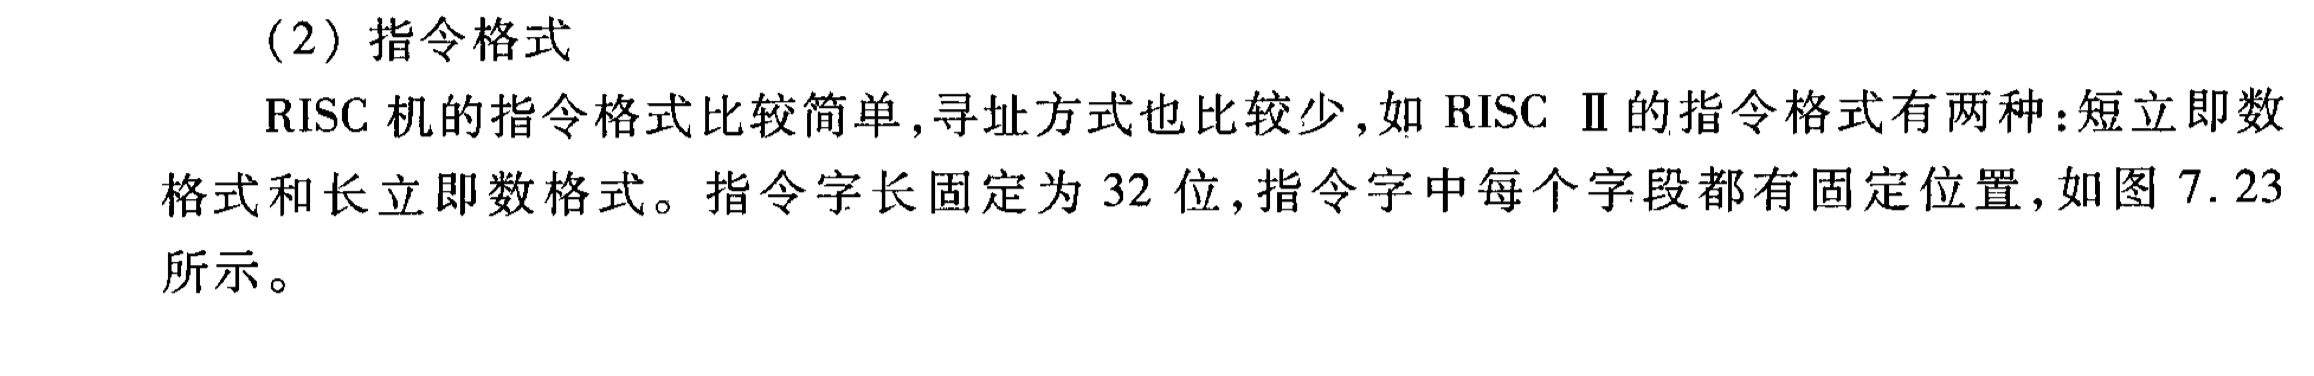 (2) 指令格式
RISC 机的指令格式比较简单,寻址方式也比较少,如 RISC Ⅱ的指令格式有两种:短立即数
格式和长立即数格式。指令字长固定为 32 位,指令字中每个字段都有固定位置,如图 7.23
所示。